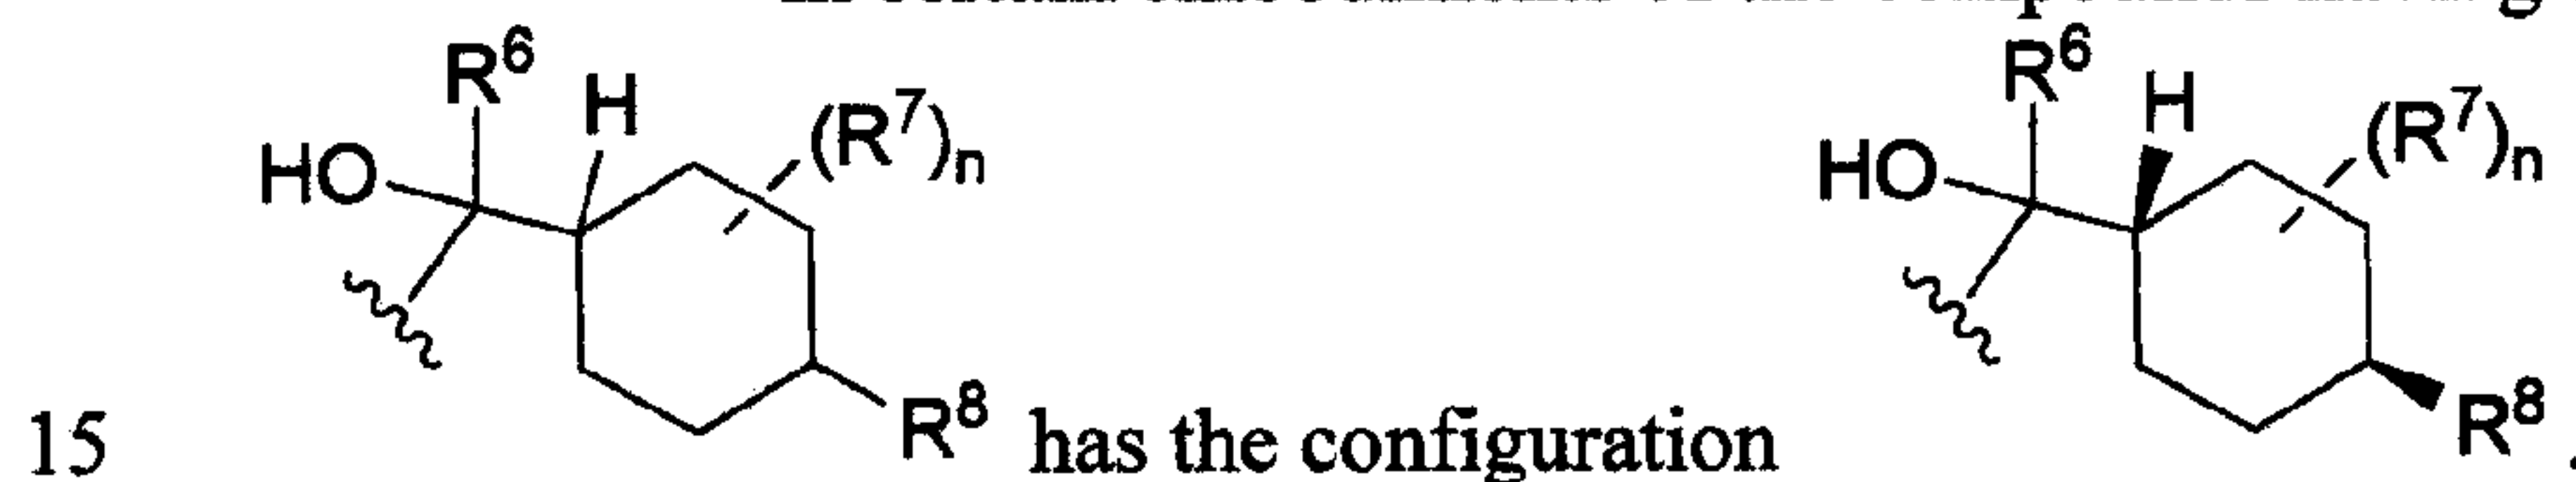 R⁶ H (R⁷)n HO R⁶ H (R⁷)n HO
15 R⁸ has the configuration R⁸ .